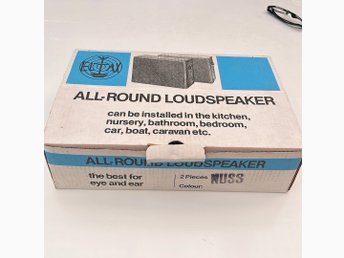 ELTAX
ALL-ROUND LOUDSPEAKER
can be installed in the kitchen,
nursery, bathroom, bedroom,
car, boat, caravan etc.
ALL-ROUND LOUDSPEAKER
the best for
eye and ear
2 Pieces
Colour: NUSS